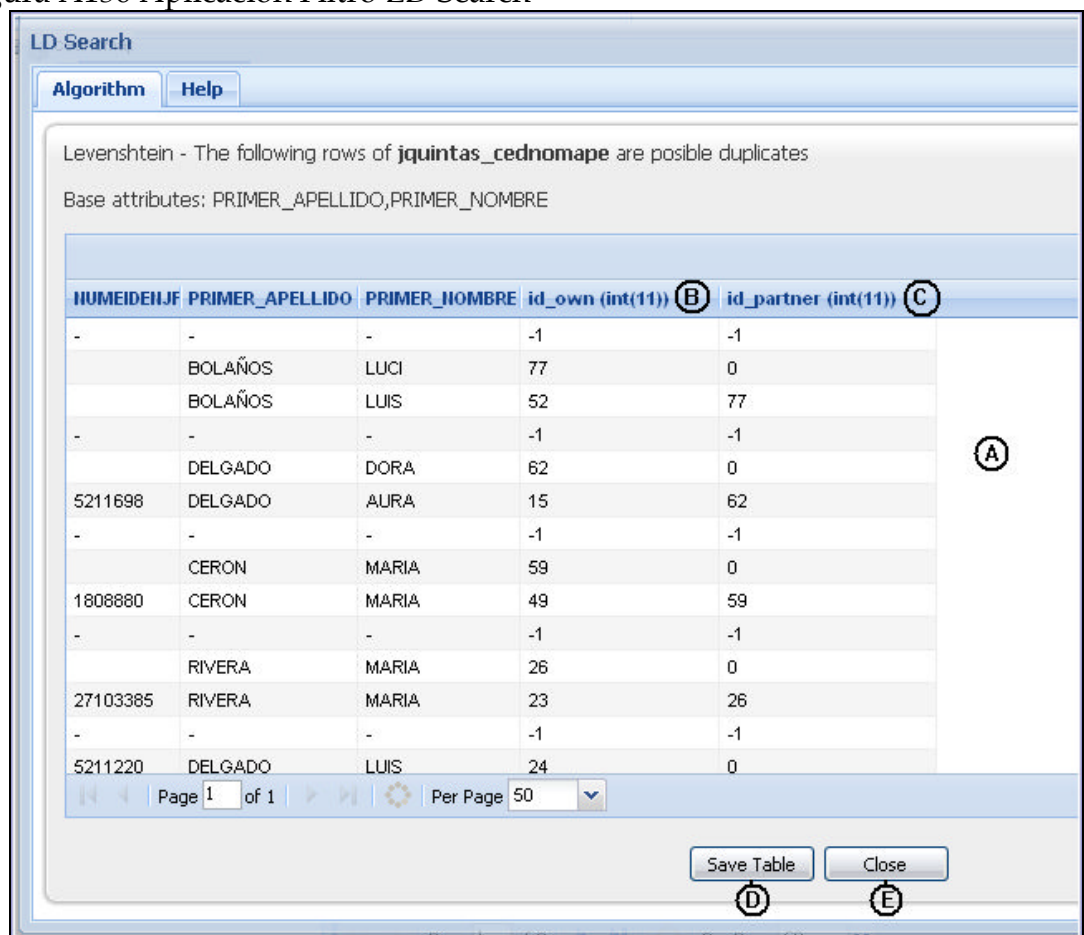 Aplicación Filtro LD Search
LD Search
Algorithm Help
Levenshtein - The following rows of jquintas_cednomape are posible duplicates
Base attributes: PRIMER_APELLIDO,PRIMER_NOMBRE
NUMEIDENJF PRIMER_APELLIDO PRIMER_NOMBRE id_own (int(11)) B id_partner (int(11)) C
- - - -1 -1
BOLAÑOS LUCI 77 0
BOLAÑOS LUIS 52 77
- - - -1 -1
A
DELGADO DORA 62 0
5211698 DELGADO AURA 15 62
- - - -1 -1
CERON MARIA 59 0
1808880 CERON MARIA 49 59
- - - -1 -1
RIVERA MARIA 26 0
27103385 RIVERA MARIA 23 26
- - - -1 -1
5211220 DELGADO LUIS 24 0
Page 1 of 1 Per Page 50
Save Table Close
D E